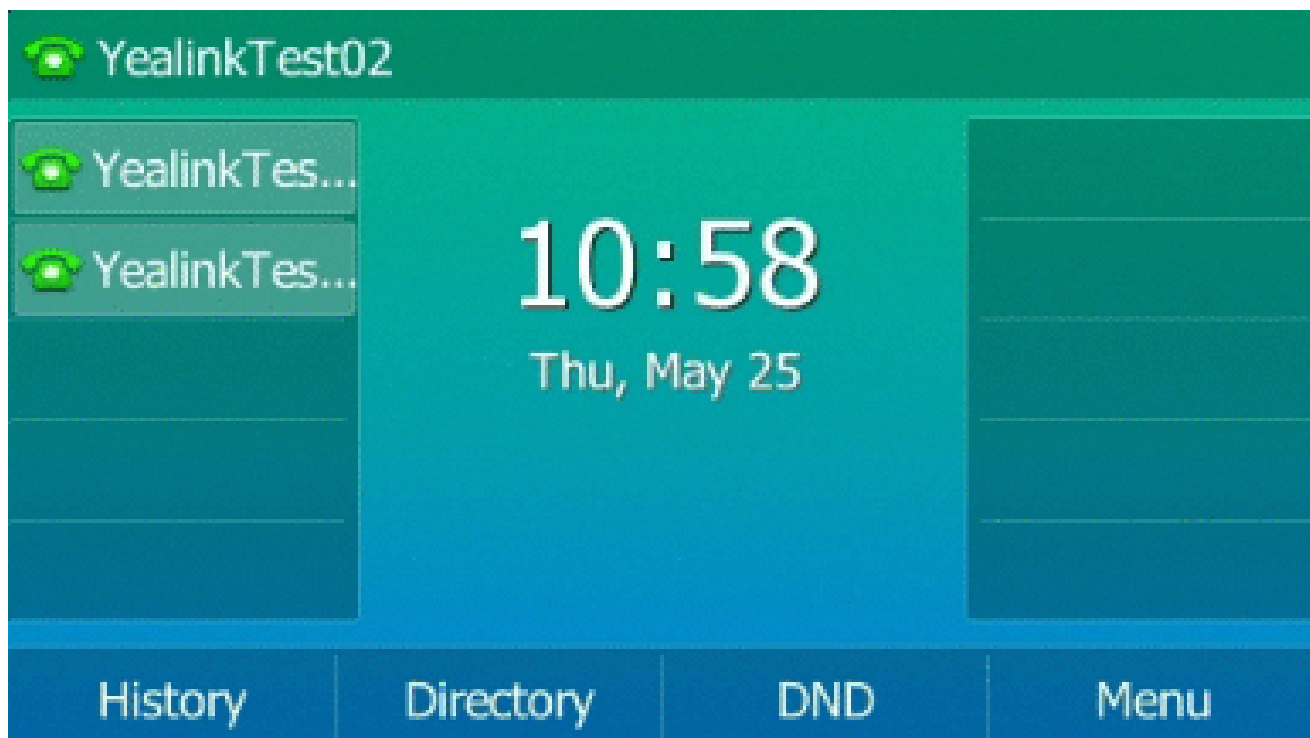 YealinkTest02
YealinkTes...
YealinkTes...
10:58
Thu, May 25
History Directory DND Menu